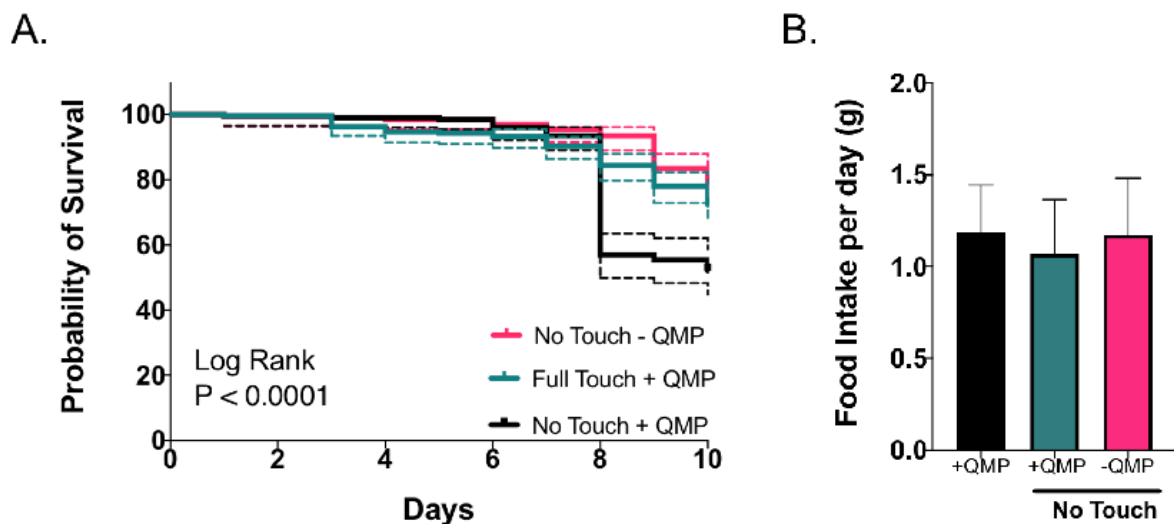 A.
Probability of Survival
100
80
60
40
20
0
0 2 4 6 8 10
Days
Log Rank
P < 0.0001
No Touch - QMP
Full Touch + QMP
No Touch + QMP
B.
Food Intake per day (g)
2.0
1.5
1.0
0.5
0.0
+QMP +QMP -QMP
No Touch